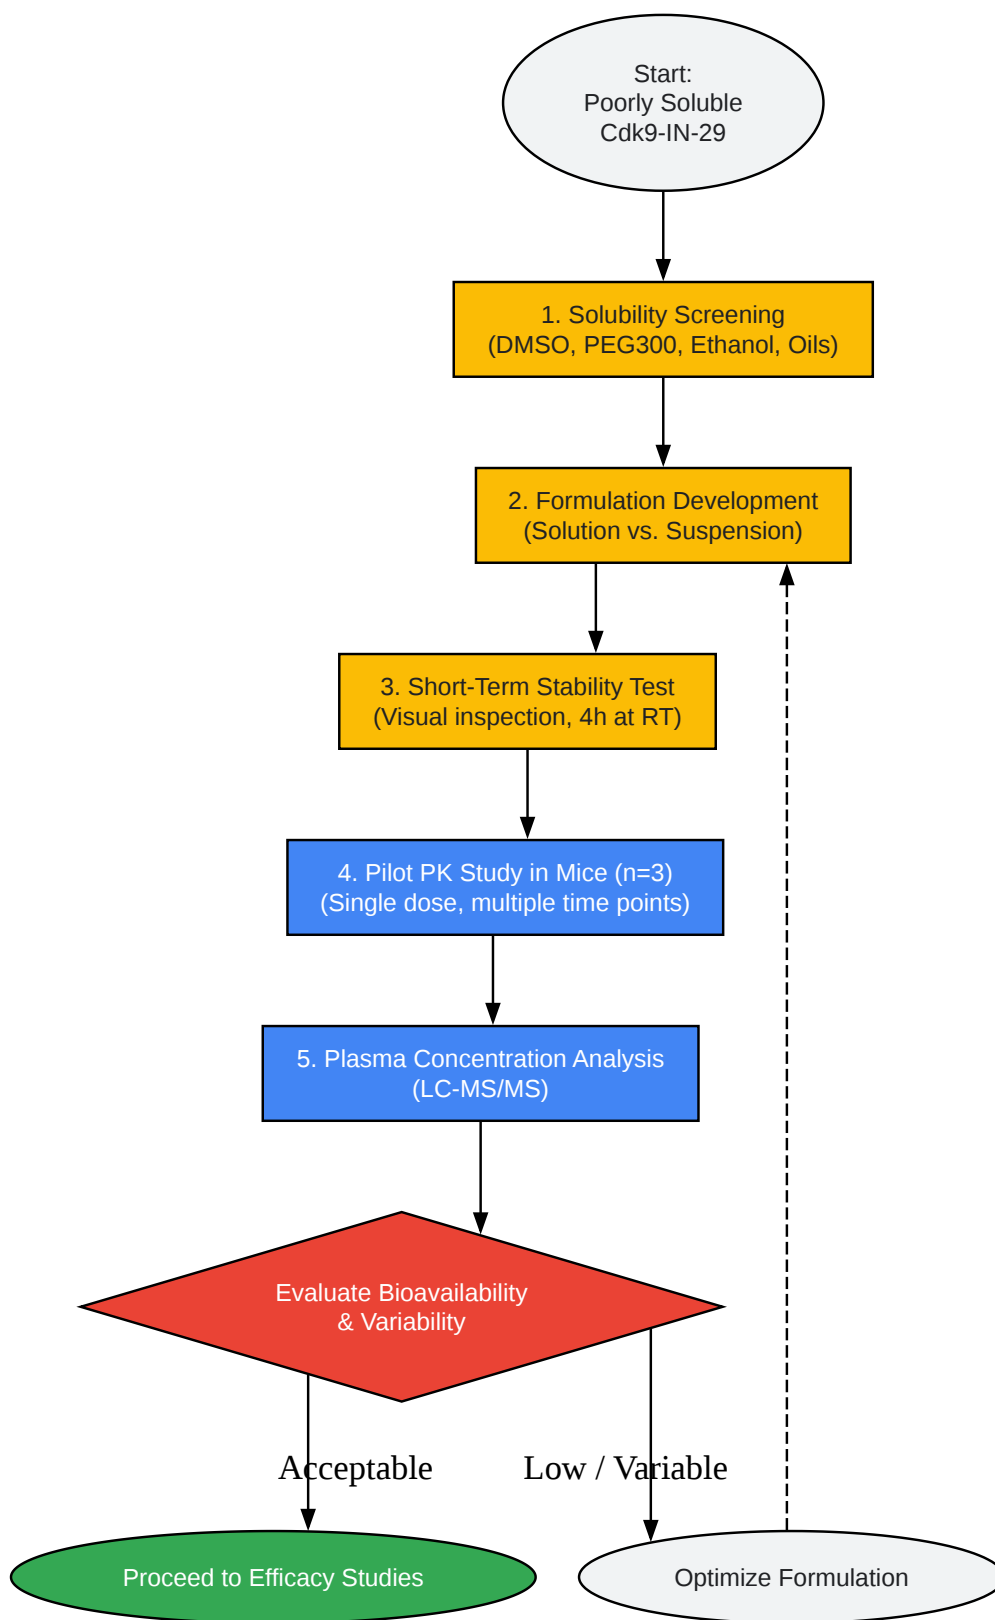 Start:
Poorly Soluble
Cdk9-IN-29
1. Solubility Screening
(DMSO, PEG300, Ethanol, Oils)
2. Formulation Development
(Solution vs. Suspension)
3. Short-Term Stability Test
(Visual inspection, 4h at RT)
4. Pilot PK Study in Mice (n=3)
(Single dose, multiple time points)
5. Plasma Concentration Analysis
(LC-MS/MS)
Evaluate Bioavailability
& Variability
Acceptable
Low / Variable
Proceed to Efficacy Studies
Optimize Formulation